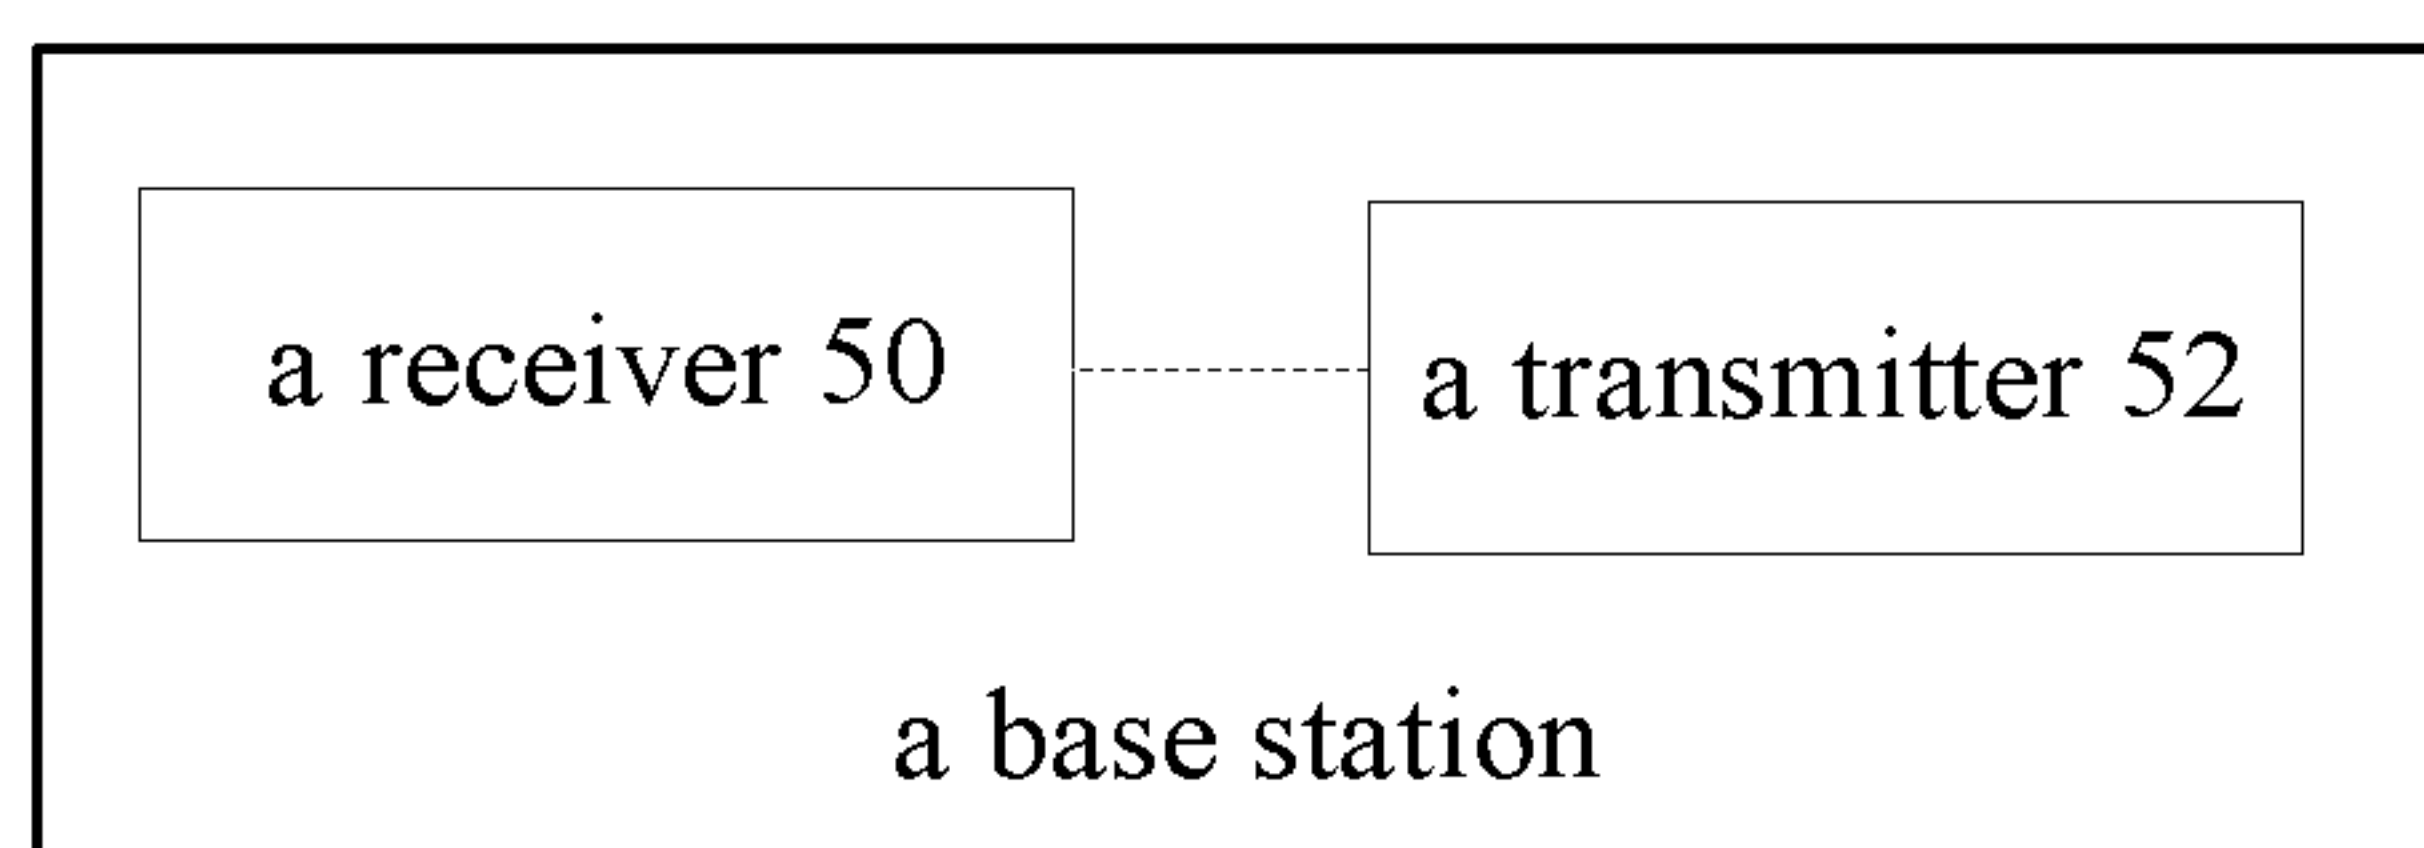 a receiver 50
a transmitter 52
a base station